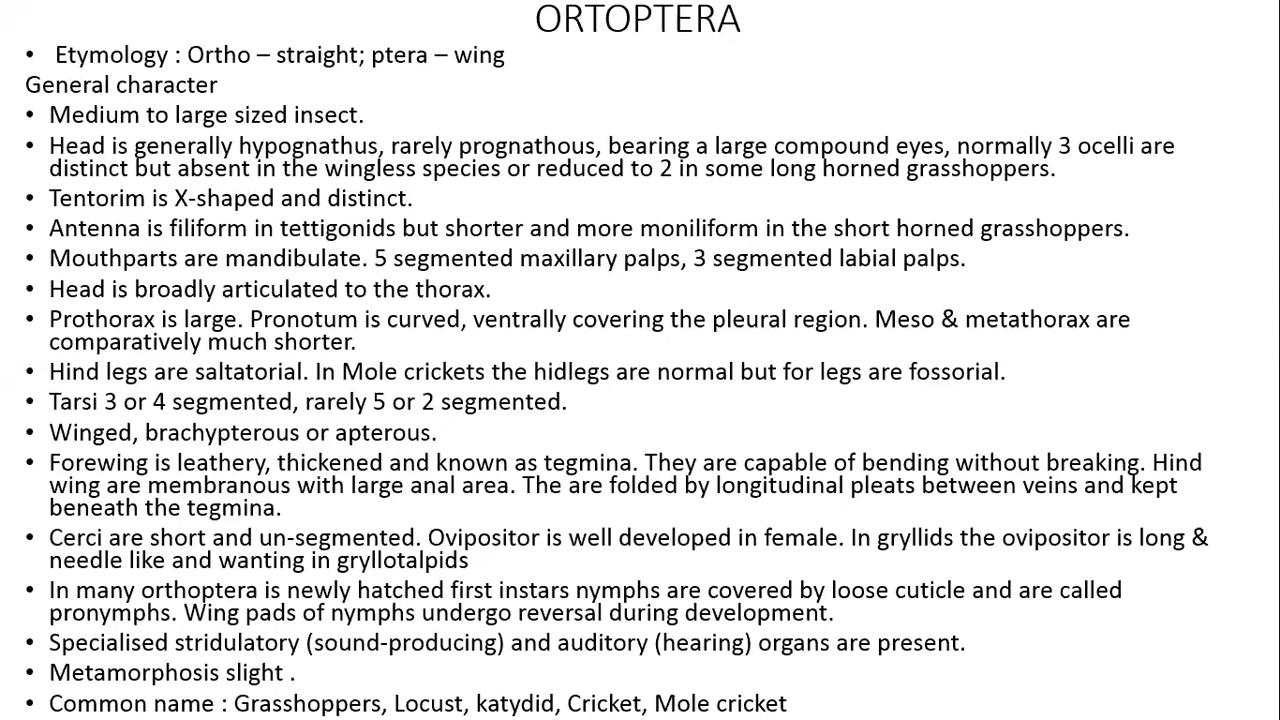 ORTOPTERA
• Etymology : Ortho – straight; ptera – wing
General character
• Medium to large sized insect.
• Head is generally hypognathus, rarely prognathous, bearing a large compound eyes, normally 3 ocelli are
distinct but absent in the wingless species or reduced to 2 in some long horned grasshoppers.
• Tentorim is X-shaped and distinct.
• Antenna is filiform in tettigonids but shorter and more moniliform in the short horned grasshoppers.
• Mouthparts are mandibulate. 5 segmented maxillary palps, 3 segmented labial palps.
• Head is broadly articulated to the thorax.
• Prothorax is large. Pronotum is curved, ventrally covering the pleural region. Meso & metathorax are
comparatively much shorter.
• Hind legs are saltatorial. In Mole crickets the hidlegs are normal but for legs are fossorial.
• Tarsi 3 or 4 segmented, rarely 5 or 2 segmented.
• Winged, brachypterous or apterous.
• Forewing is leathery, thickened and known as tegmina. They are capable of bending without breaking. Hind
wing are membranous with large anal area. The are folded by longitudinal pleats between veins and kept
beneath the tegmina.
• Cerci are short and un-segmented. Ovipositor is well developed in female. In gryllids the ovipositor is long &
needle like and wanting in gryllotalpids
• In many orthoptera is newly hatched first instars nymphs are covered by loose cuticle and are called
pronymphs. Wing pads of nymphs undergo reversal during development.
• Specialised stridulatory (sound-producing) and auditory (hearing) organs are present.
• Metamorphosis slight .
• Common name : Grasshoppers, Locust, katydid, Cricket, Mole cricket